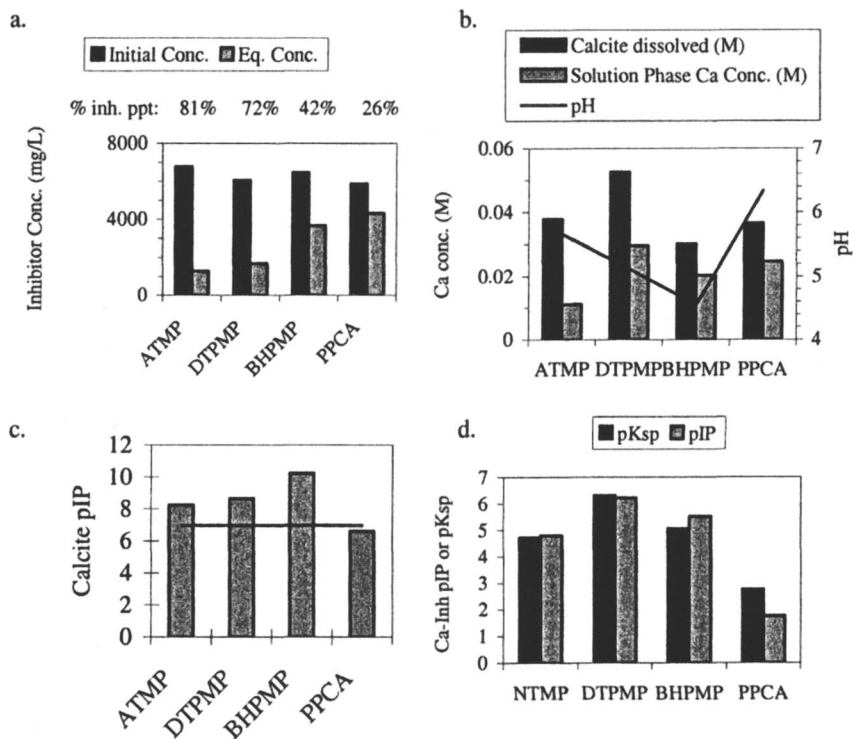 a.
Initial Conc. Eq. Conc.
% inh. ppt: 81% 72% 42% 26%
Inhibitor Conc. (mg/L)
8000
4000
0
ATMP DTPMP BHPMP PPCA
b.
Calcite dissolved (M)
Solution Phase Ca Conc. (M)
pH
Ca conc. (M)
0.06
0.04
0.02
0
7
6
5
4
pH
ATMP DTPMP BHPMP PPCA
c.
Calcite pIP
12
10
8
6
4
2
0
ATMP DTPMP BHPMP PPCA
d.
pKsp pIP
Ca-Inh pIP or pKsp
7
6
5
4
3
2
1
0
NTMP DTPMP BHPMP PPCA